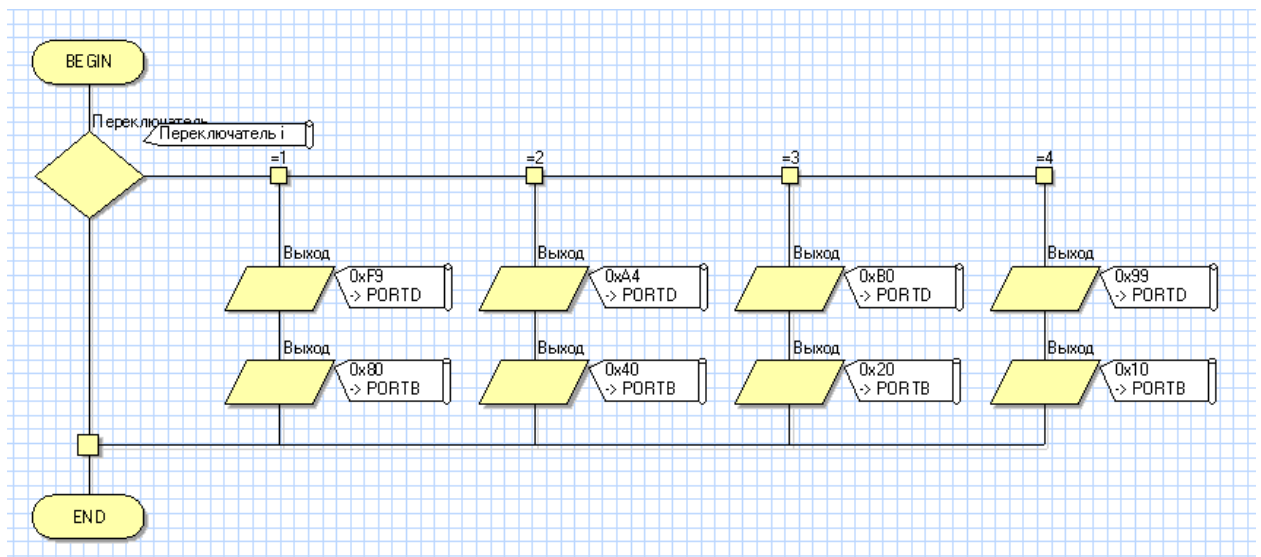 BEGIN
Переключатель
Переключатель i
=1
=2
=3
=4
Выход
0xF9
-> PORTD
Выход
0xA4
-> PORTD
Выход
0xB0
-> PORTD
Выход
0x99
-> PORTD
Выход
0x80
-> PORTB
Выход
0x40
-> PORTB
Выход
0x20
-> PORTB
Выход
0x10
-> PORTB
END